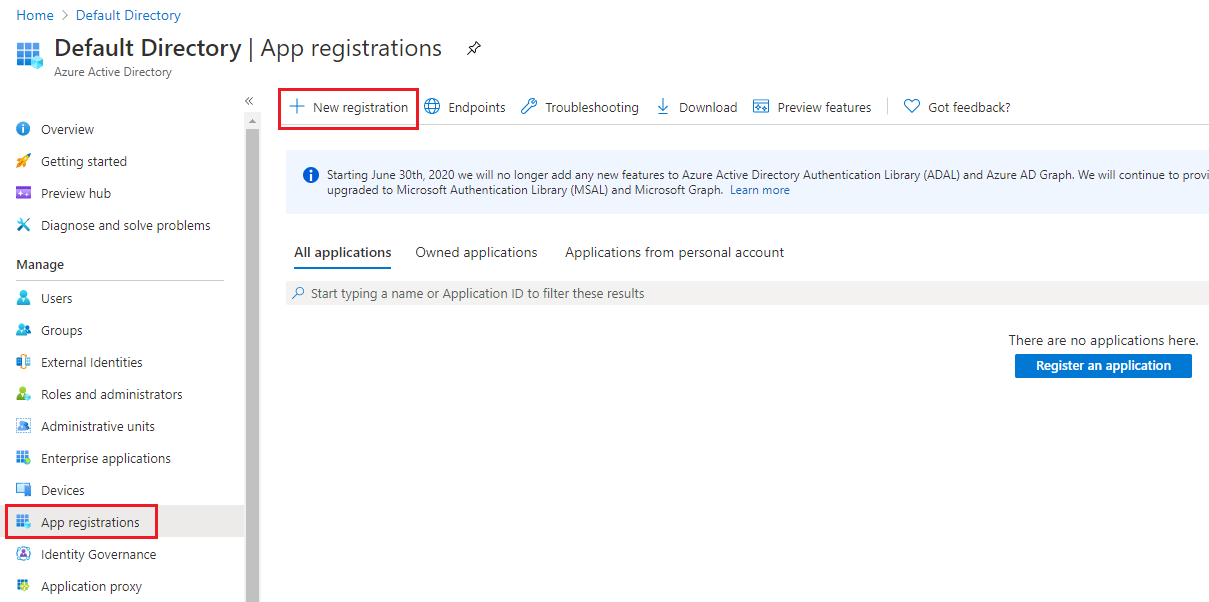 Home > Default Directory
Default Directory | App registrations
Azure Active Directory
«
Overview
Getting started
Preview hub
Diagnose and solve problems
Manage
Users
Groups
External Identities
Roles and administrators
Administrative units
Enterprise applications
Devices
App registrations
Identity Governance
Application proxy
New registration Endpoints Troubleshooting Download Preview features Got feedback?
Starting June 30th, 2020 we will no longer add any new features to Azure Active Directory Authentication Library (ADAL) and Azure AD Graph. We will continue to provi
upgraded to Microsoft Authentication Library (MSAL) and Microsoft Graph. Learn more
All applications Owned applications Applications from personal account
Start typing a name or Application ID to filter these results
There are no applications here.
Register an application